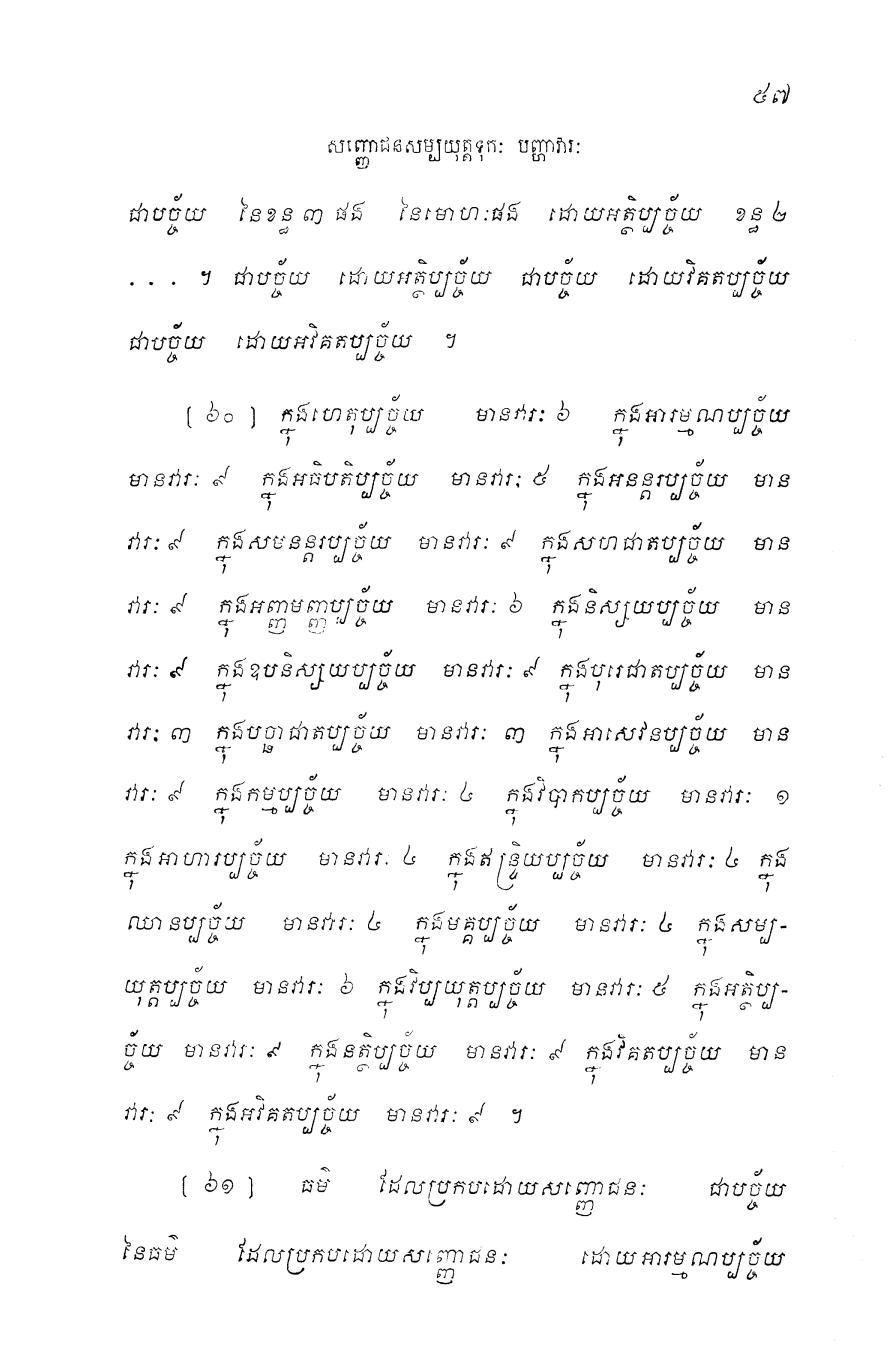 ៤៧
សញ្ញោជនសម្បយុត្តទុកៈ បញ្ហាវារៈ
ជាបច្ច័យ នៃខន្ធ ៣ ផង នៃមោហៈផង ដោយអត្ថិប្បច្ច័យ ខន្ធ ២
. . . ។ ជាបច្ច័យ ដោយអត្ថិប្បច្ច័យ ជាបច្ច័យ ដោយវិគតប្បច្ច័យ
ជាបច្ច័យ ដោយអវិគតប្បច្ច័យ ។
[ ៦០ ] ក្នុងហេតុប្បច្ច័យ មានវារៈ ៦ ក្នុងអារម្មណប្បច្ច័យ
មានវារៈ ៩ ក្នុងអធិបតិប្បច្ច័យ មានវារៈ ៥ ក្នុងអនន្តរប្បច្ច័យ មាន
វារៈ ៩ ក្នុងសមនន្តរប្បច្ច័យ មានវារៈ ៩ ក្នុងសហជាតប្បច្ច័យ មាន
វារៈ ៩ ក្នុងអញ្ញមញ្ញប្បច្ច័យ មានវារៈ ៦ ក្នុងនិស្សយប្បច្ច័យ មាន
វារៈ ៩ ក្នុងឧបនិស្សយប្បច្ច័យ មានវារៈ ៩ ក្នុងបុរេជាតប្បច្ច័យ មាន
វារៈ ៣ ក្នុងបច្ឆាជាតប្បច្ច័យ មានវារៈ ៣ ក្នុងអាសេវនប្បច្ច័យ មាន
វារៈ ៩ ក្នុងកម្មប្បច្ច័យ មានវារៈ ៤ ក្នុងវិបាកប្បច្ច័យ មានវារៈ ១
ក្នុងអាហារប្បច្ច័យ មានវារៈ ៤ ក្នុងឥន្ទ្រិយប្បច្ច័យ មានវារៈ ៤ ក្នុង
ឈានប្បច្ច័យ មានវារៈ ៤ ក្នុងមគ្គប្បច្ច័យ មានវារៈ ៤ ក្នុងសម្ប-
យុត្តប្បច្ច័យ មានវារៈ ៦ ក្នុងវិប្បយុត្តប្បច្ច័យ មានវារៈ ៥ ក្នុងអត្ថិប្ប-
ច្ច័យ មានវារៈ ៩ ក្នុងនត្ថិប្បច្ច័យ មានវារៈ ៩ ក្នុងវិគតប្បច្ច័យ មាន
វារៈ ៩ ក្នុងអវិគតប្បច្ច័យ មានវារៈ ៩ ។
[ ៦១ ] ធម៌ ដែលប្រកបដោយសញ្ញោជនៈ ជាបច្ច័យ
នៃធម៌ ដែលប្រកបដោយសញ្ញោជនៈ ដោយអារម្មណប្បច្ច័យ